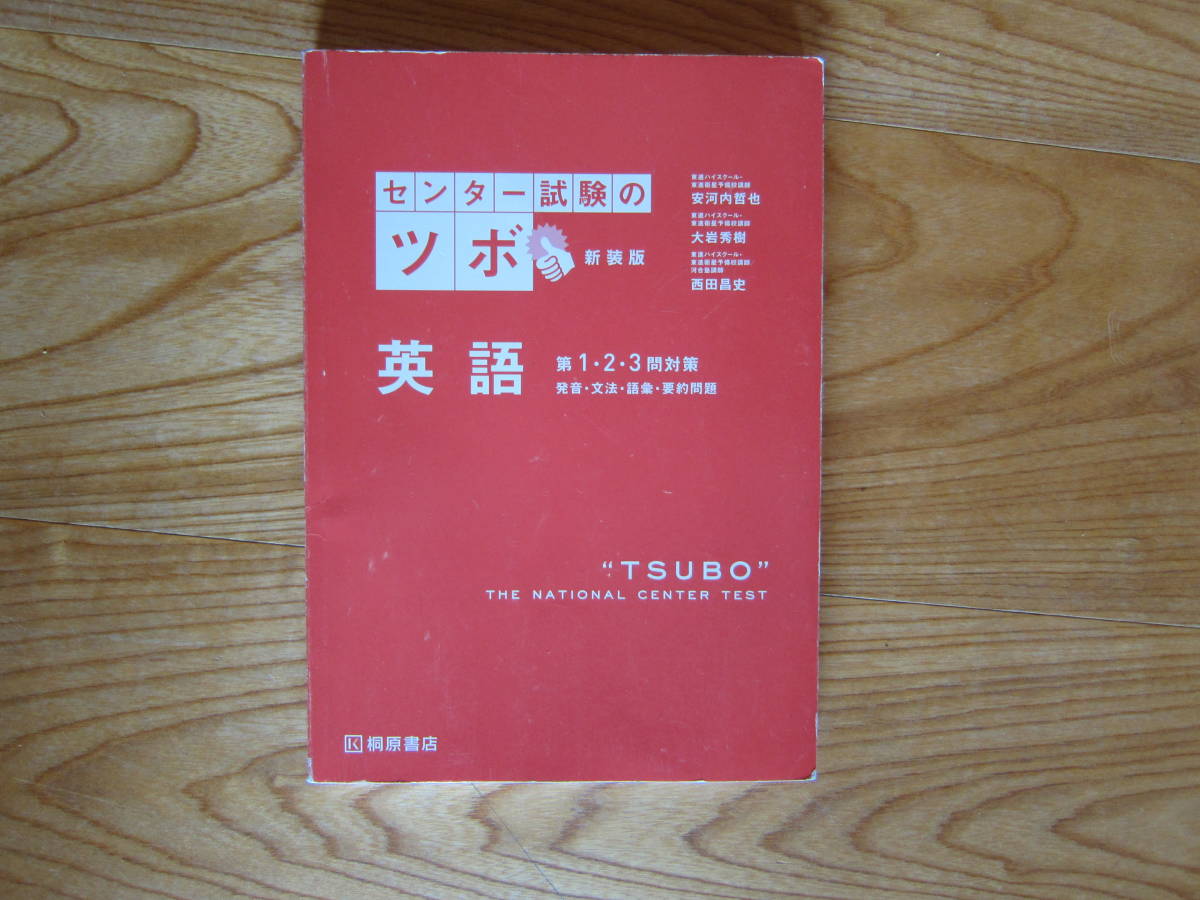 センター試験の
ツボ
新装版
東進ハイスクール・
東進衛星予備校講師
安河内哲也
東進ハイスクール・
東進衛星予備校講師
大岩秀樹
東進ハイスクール・
東進衛星予備校講師/
河合塾講師
西田昌史
英語
第1・2・3問対策
発音・文法・語彙・要約問題
“TSUBO”
THE NATIONAL CENTER TEST
K 桐原書店